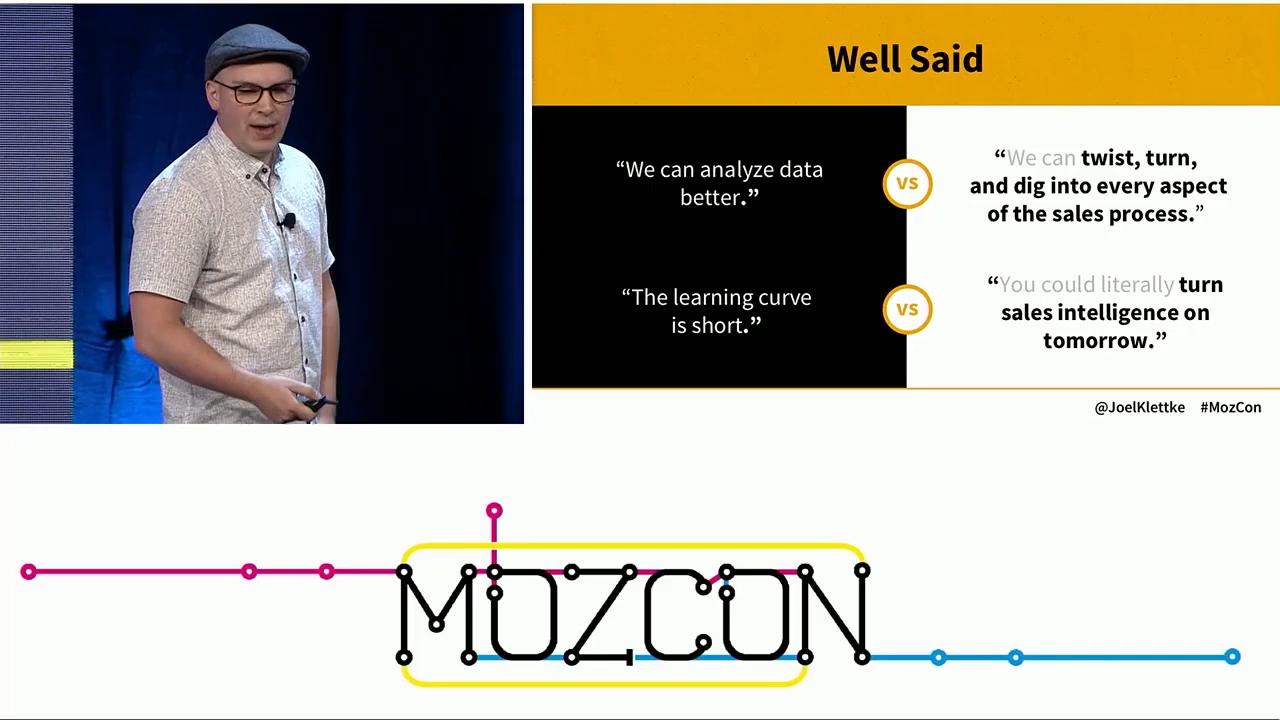 Well Said
“We can analyze data
better.”
VS
“We can twist, turn,
and dig into every aspect
of the sales process.”
“The learning curve
is short.”
VS
“You could literally turn
sales intelligence on
tomorrow.”
@JoelKlettke #MozCon
MOZCON